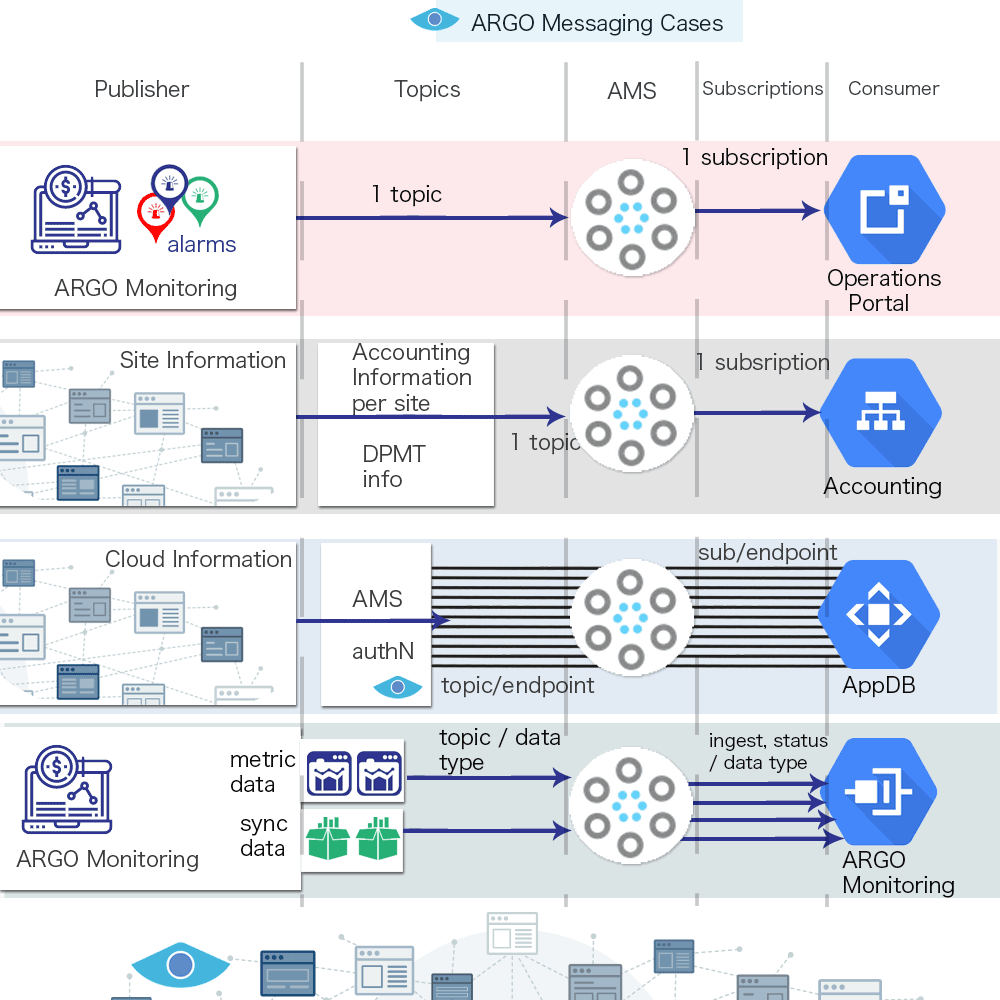 ARGO Messaging Cases
Publisher
Topics
AMS
Subscriptions
Consumer
alarms
ARGO Monitoring
1 topic
1 subscription
Operations
Portal
Site Information
Accounting
Information
per site
DPMT
info
1 topic
1 subsription
Accounting
Cloud Information
AMS
authN
topic/endpoint
sub/endpoint
AppDB
ARGO Monitoring
metric
data
sync
data
topic / data
type
ingest, status
/ data type
ARGO
Monitoring